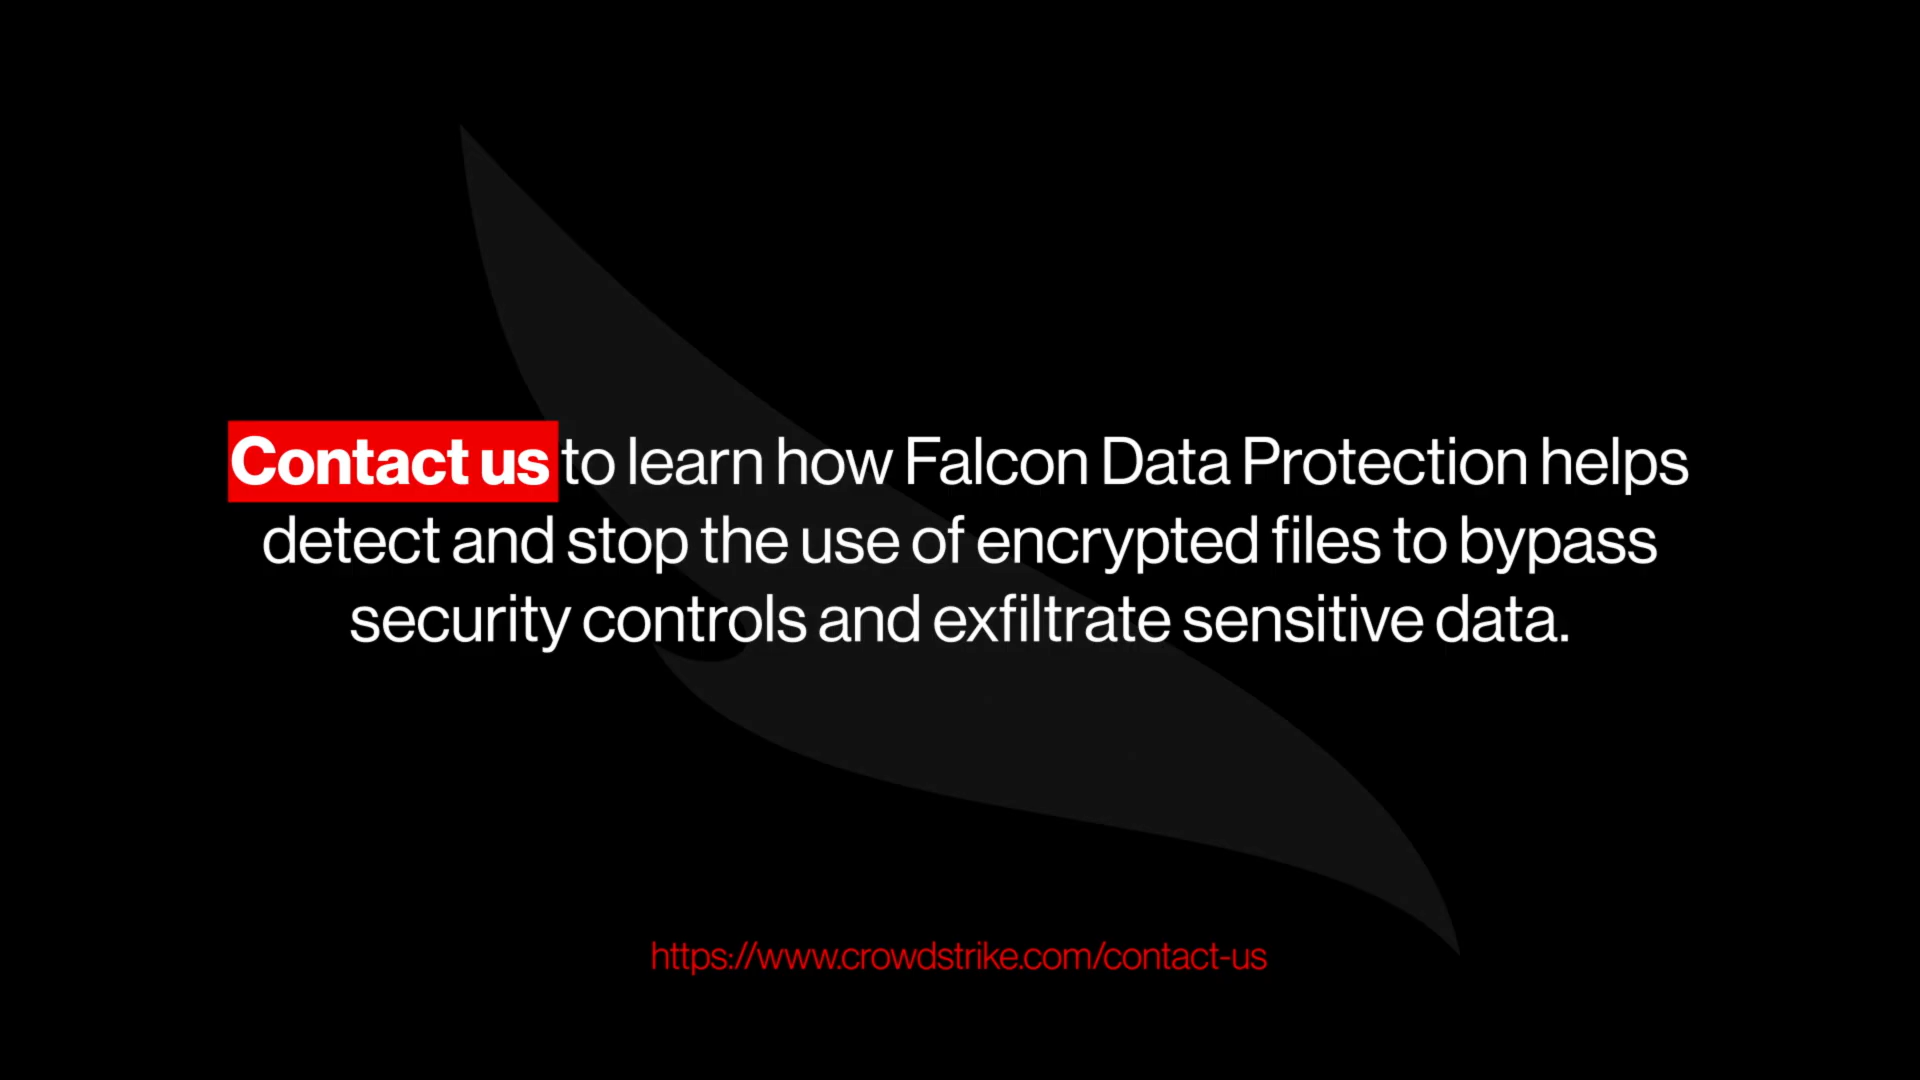 Contact us to learn how Falcon Data Protection helps
detect and stop the use of encrypted files to bypass
security controls and exfiltrate sensitive data.
https://www.crowdstrike.com/contact-us